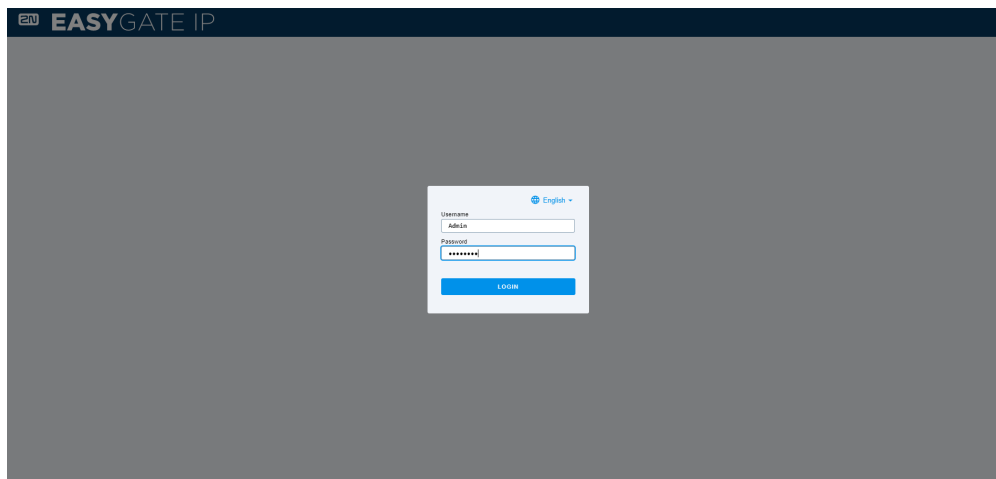 2N EASYGATE IP
English
Username
Admin
Password
••••••••
LOGIN